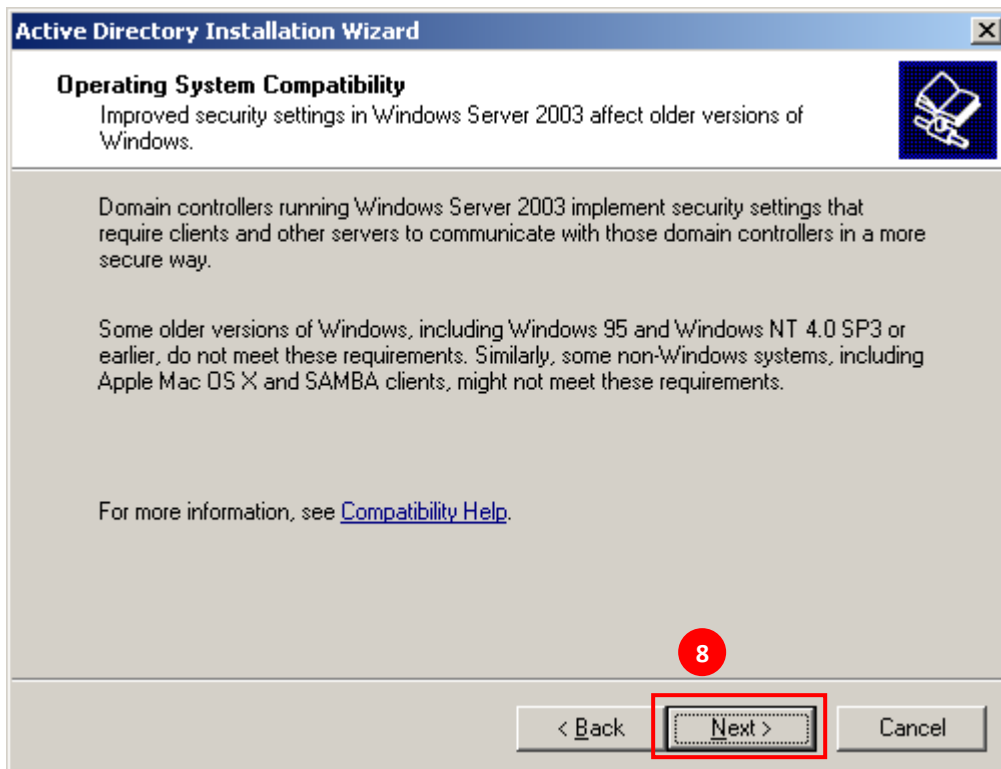 Active Directory Installation Wizard
Operating System Compatibility
Improved security settings in Windows Server 2003 affect older versions of
Windows.
Domain controllers running Windows Server 2003 implement security settings that
require clients and other servers to communicate with those domain controllers in a more
secure way.
Some older versions of Windows, including Windows 95 and Windows NT 4.0 SP3 or
earlier, do not meet these requirements. Similarly, some non-Windows systems, including
Apple Mac OS X and SAMBA clients, might not meet these requirements.
For more information, see Compatibility Help.
8
< Back Next > Cancel